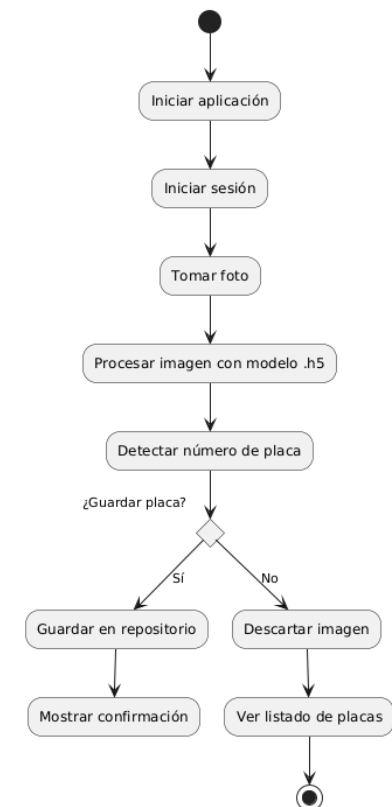 Iniciar aplicación
Iniciar sesión
Tomar foto
Procesar imagen con modelo .h5
Detectar número de placa
¿Guardar placa?
Sí
No
Guardar en repositorio
Descartar imagen
Mostrar confirmación
Ver listado de placas